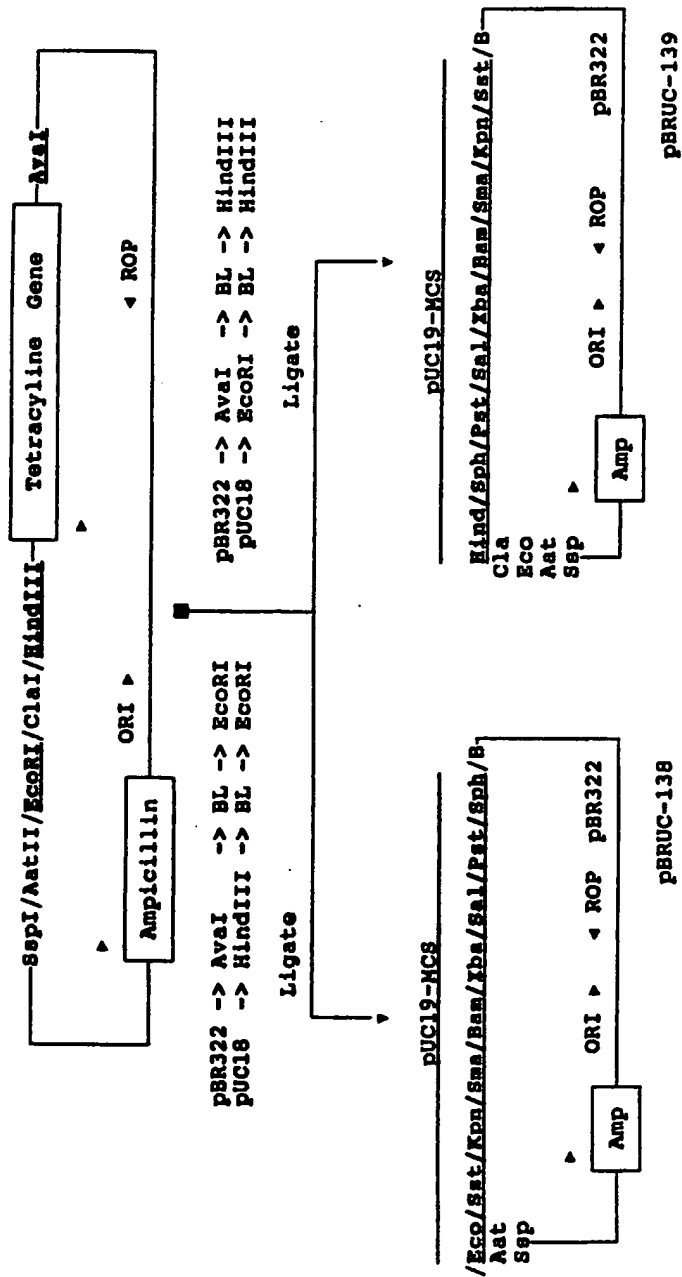 SspI/AatII/EcoRI/ClaI/HindIII
Tetracyline Gene
AvaI
Ampicillin
ORI ►
◄ ROP
pBR322 -> AvaI -> BL -> EcoRI
pUC18 -> HindIII -> BL -> EcoRI
Ligate
pBR322 -> AvaI -> BL -> HindIII
pUC18 -> EcoRI -> BL -> HindIII
Ligate
pUC19-MCS
/Eco/Sst/Kpn/Sma/Bam/Xba/Sal/Pst/Sph/B
Aat
Ssp
ORI ► ◄ ROP pBR322
Amp
pBRUC-138
pUC19-MCS
Hind/Sph/Pst/Sal/Xba/Bam/Sma/Kpn/Sst/B
Cla
Eco
Aat
Ssp
ORI ► ◄ ROP pBR322
Amp
pBRUC-139